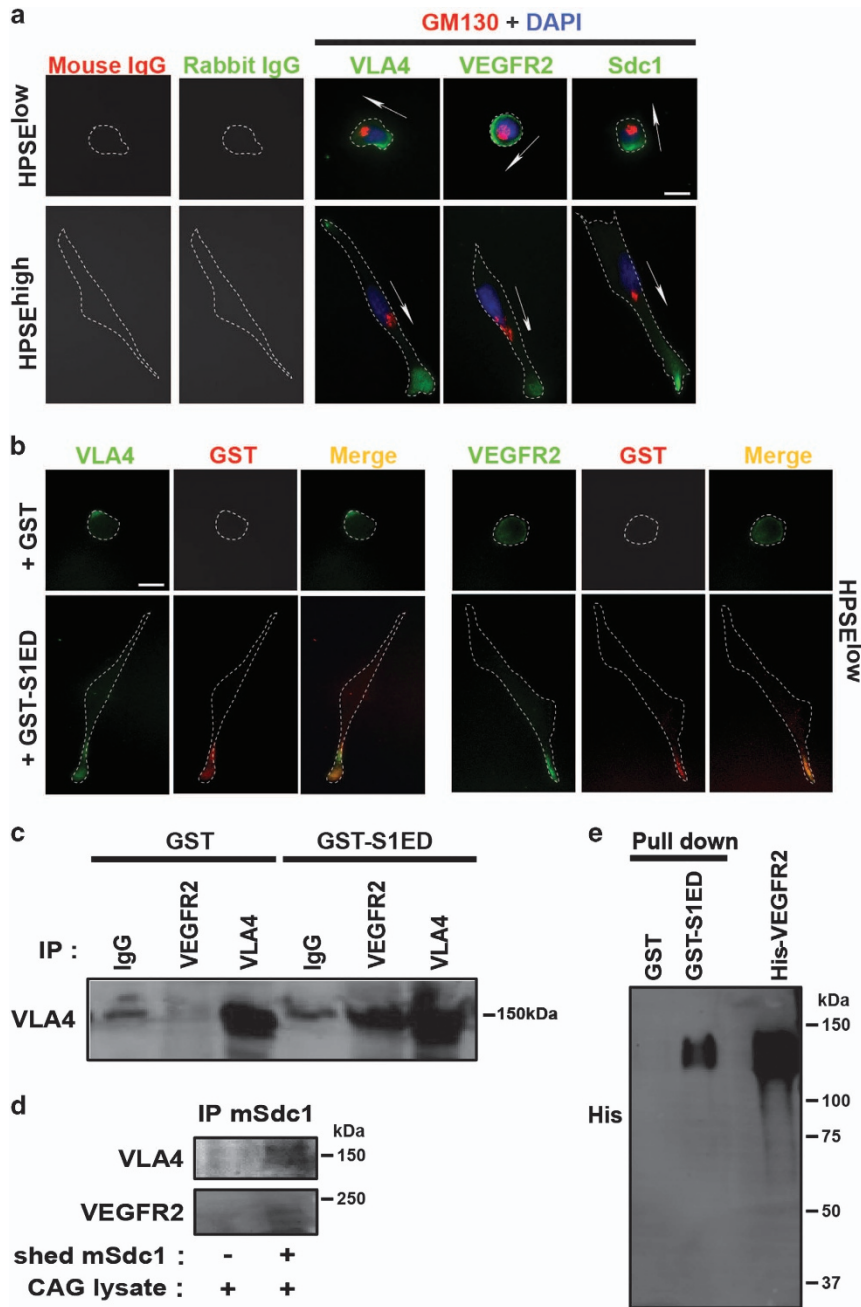 a
GM130 + DAPI
Mouse IqG
Rabbit IgG
VLA4
VEGFR2
Sdc1
HPSElow
HPSEhigh
b
VLA4
GST
Merge
VEGFR2
GST
Merge
+ GST
+ GST-S1ED
HPSElow
c
GST
GST-S1ED
IP :
IgG
VEGFR2
VLA4
IgG
VEGFR2
VLA4
VLA4
150kDa
d
IP mSdc1
kDa
VLA4
150
VEGFR2
250
shed mSdc1 : - +
CAG lysate : + +
e
Pull down
GST
GST-S1ED
His-VEGFR2
kDa
150
100
75
50
37
His